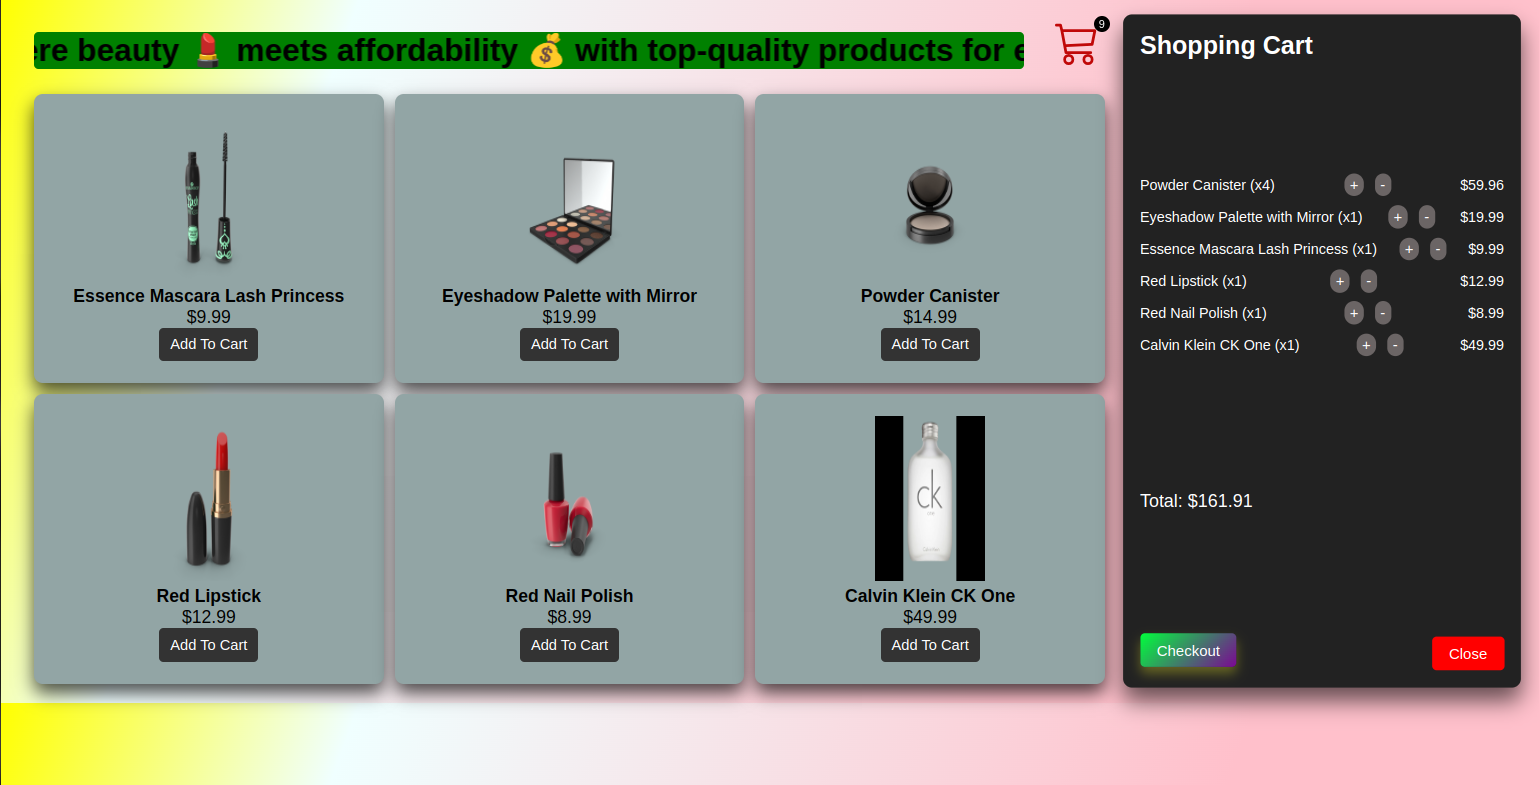 ere beauty 💄 meets affordability 💰 with top-quality products for e
9
Essence Mascara Lash Princess
$9.99
Add To Cart
Eyeshadow Palette with Mirror
$19.99
Add To Cart
Powder Canister
$14.99
Add To Cart
ck
Red Lipstick
$12.99
Add To Cart
Red Nail Polish
$8.99
Add To Cart
Calvin Klein CK One
$49.99
Add To Cart
Shopping Cart
Powder Canister (x4) + - $59.96
Eyeshadow Palette with Mirror (x1) + - $19.99
Essence Mascara Lash Princess (x1) + - $9.99
Red Lipstick (x1) + - $12.99
Red Nail Polish (x1) + - $8.99
Calvin Klein CK One (x1) + - $49.99
Total: $161.91
Checkout
Close